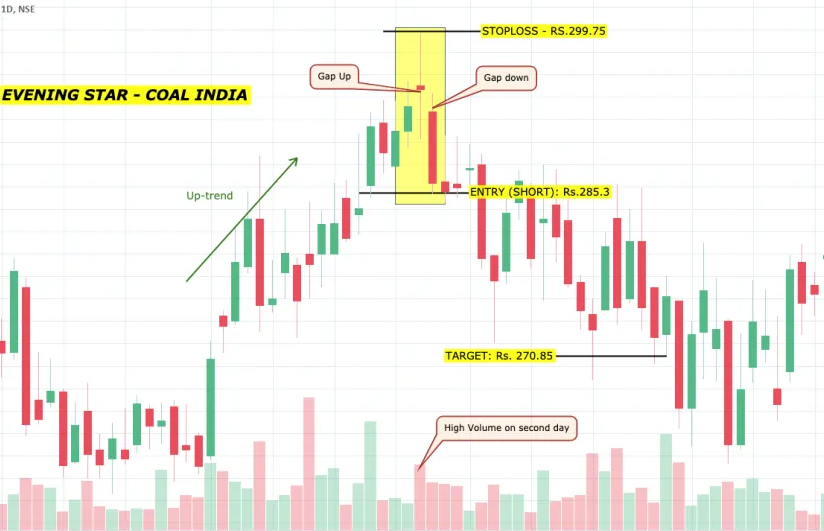 1D, NSE
STOPLOSS - RS.299.75
Gap Up
Gap down
EVENING STAR - COAL INDIA
Up-trend
ENTRY (SHORT): Rs.285.3
TARGET: Rs. 270.85
High Volume on second day